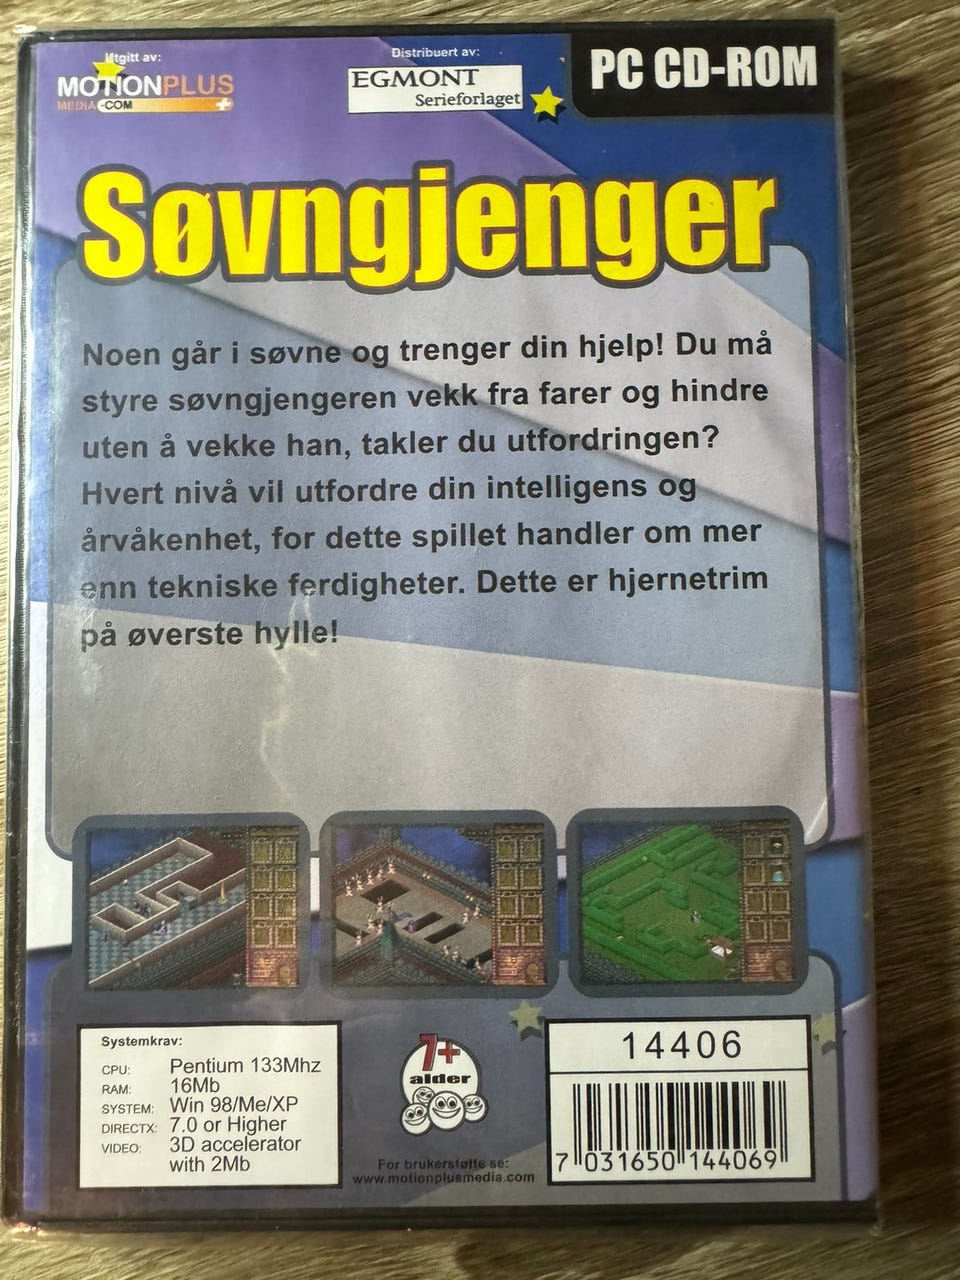 Utgitt av:
MOTIONPLUS
MEDIA.COM
Distribuert av:
EGMONT
Serieforlaget
PC CD-ROM
Søvngjenger
Noen går i søvne og trenger din hjelp! Du må
styre søvngjengeren vekk fra farer og hindre
uten å vekke han, takler du utfordringen?
Hvert nivå vil utfordre din intelligens og
årvåkenhet, for dette spillet handler om mer
enn tekniske ferdigheter. Dette er hjernetrim
på øverste hylle!
Systemkrav:
CPU: Pentium 133Mhz
RAM: 16Mb
SYSTEM: Win 98/Me/XP
DIRECTX: 7.0 or Higher
VIDEO: 3D accelerator
with 2Mb
7+
alder
For brukerstøtte se:
www.motionplusmedia.com
14406
7 031650 144069